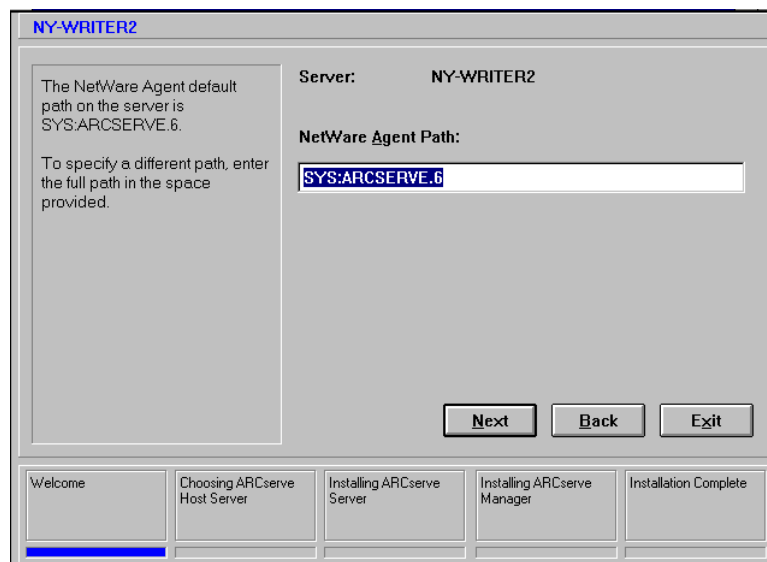 NY-WRITER2
The NetWare Agent default
path on the server is
SYS:ARCSERVE.6.
To specify a different path, enter
the full path in the space
provided.
Server: NY-WRITER2
NetWare Agent Path:
SYS:ARCSERVE.6
Next Back Exit
Welcome
Choosing ARCserve
Host Server
Installing ARCserve
Server
Installing ARCserve
Manager
Installation Complete